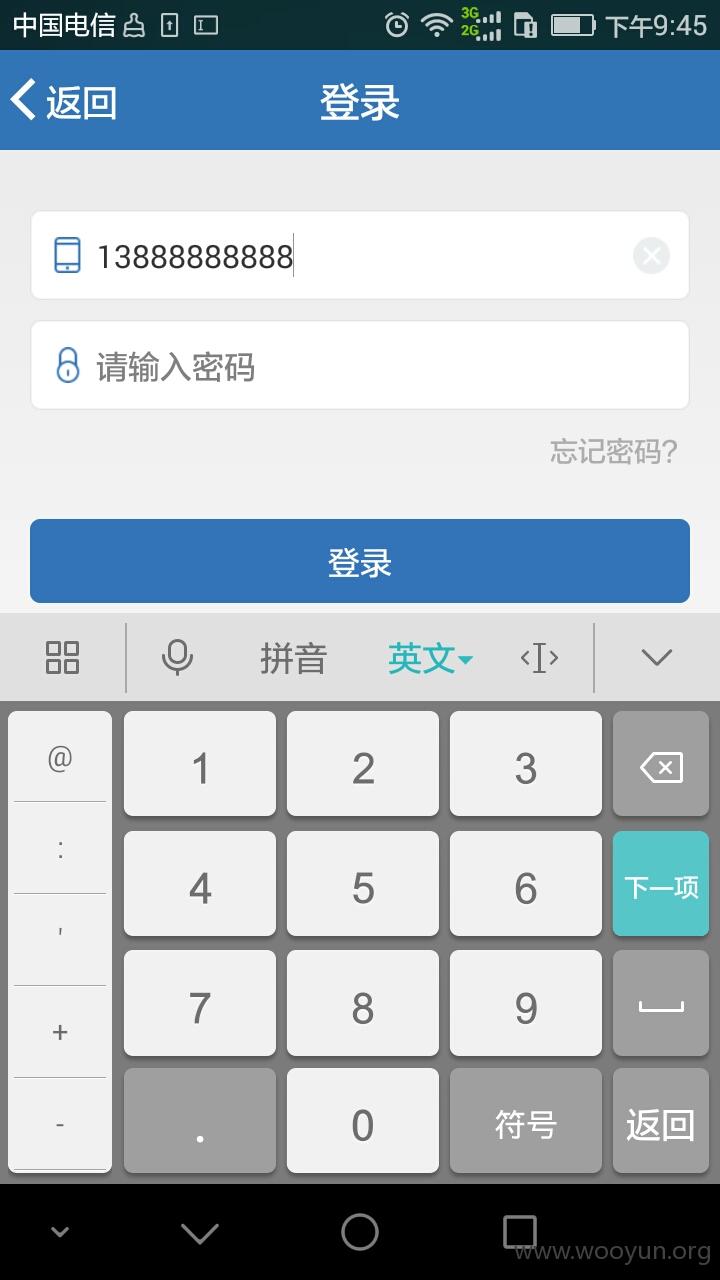 中国电信 3G 2G 下午9:45
返回 登录
13888888888
请输入密码
忘记密码?
登录
拼音 英文
@ 1 2 3
: 4 5 6 下一项
' 7 8 9
+
- . 0 符号 返回
www.wooyun.org